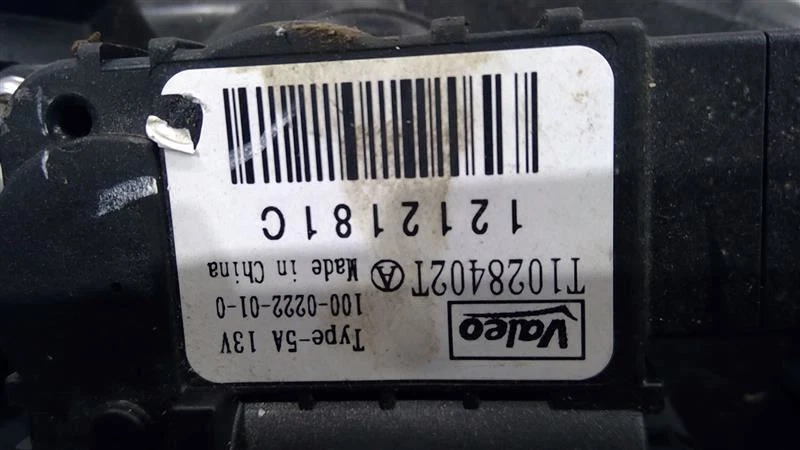 Valeo
Type-5A 13V
100-0222-01-0
T1028402T Ⓐ Made in China
1212181C